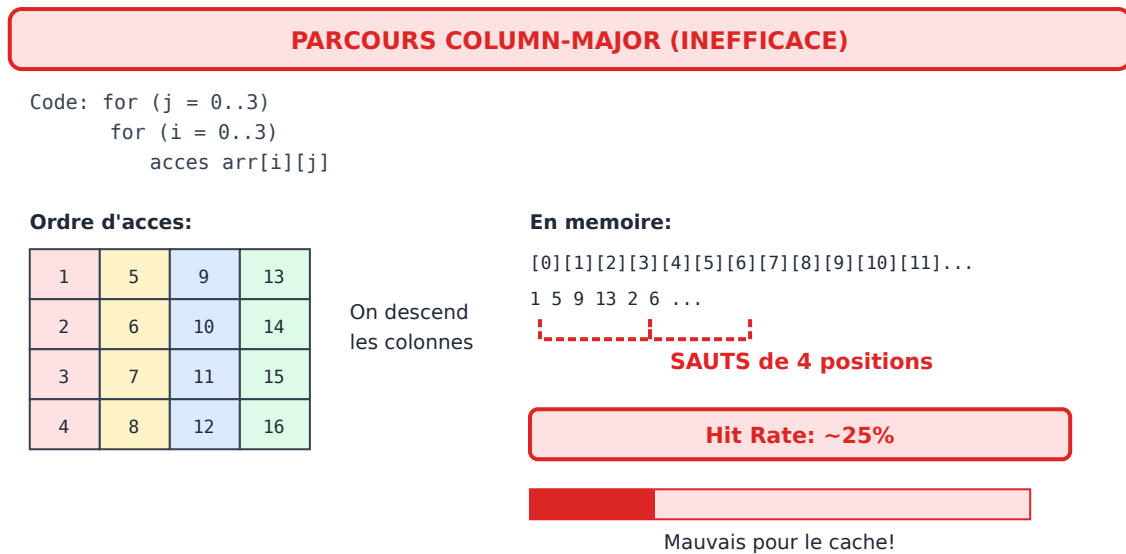 PARCOURS COLUMN-MAJOR (INEFFICACE)
Code: for (j = 0..3)
for (i = 0..3)
acces arr[i][j]
Ordre d'acces:
1 5 9 13
2 6 10 14
3 7 11 15
4 8 12 16
On descend
les colonnes
En memoire:
[0][1][2][3][4][5][6][7][8][9][10][11]...
1 5 9 13 2 6 ...
SAUTS de 4 positions
Hit Rate: ~25%
Mauvais pour le cache!